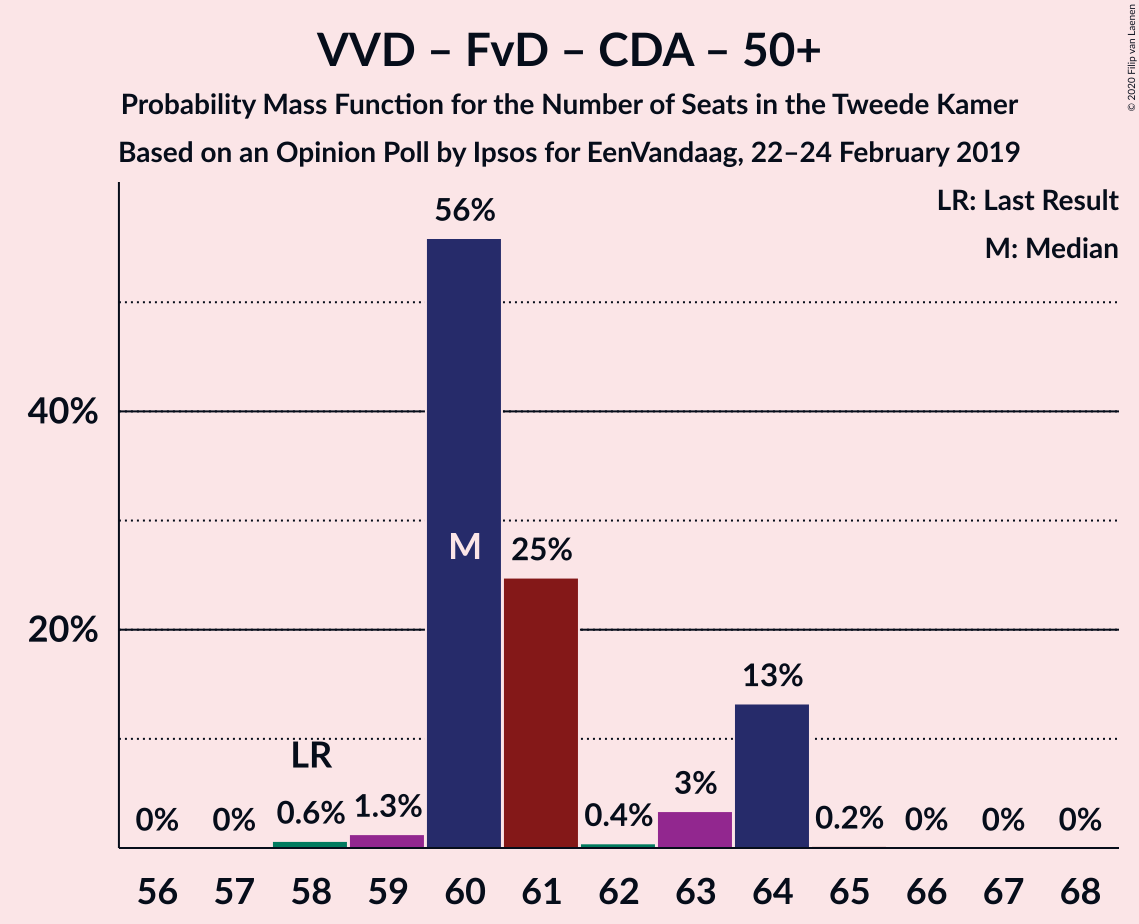 VVD – FvD – CDA – 50+
Probability Mass Function for the Number of Seats in the Tweede Kamer
Based on an Opinion Poll by Ipsos for EenVandaag, 22–24 February 2019
© 2020 Filip van Laenen
LR: Last Result
M: Median
56%
40%
M
25%
20%
13%
LR
0% 0% 0.6% 1.3% 0.4% 3% 0.2% 0% 0% 0%
56 57 58 59 60 61 62 63 64 65 66 67 68